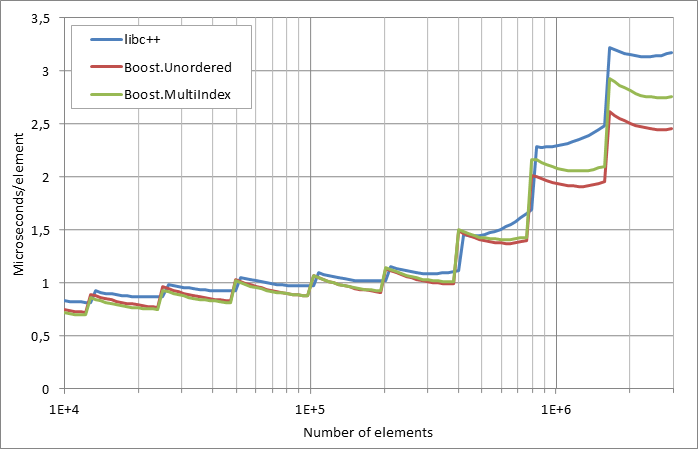 3,5
3
2,5
2
1,5
1
0,5
0
Microseconds/element
libc++
Boost.Unordered
Boost.MultiIndex
1E+4
1E+5
1E+6
Number of elements